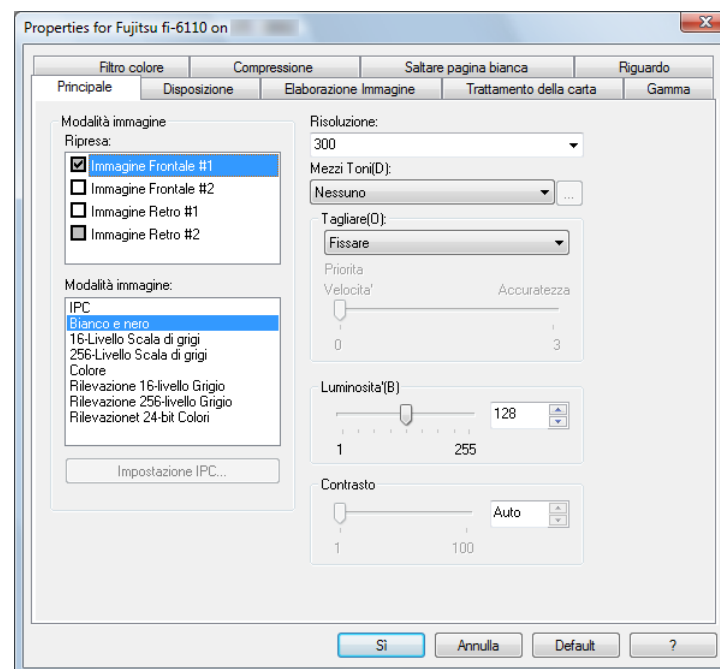 Properties for Fujitsu fi-6110 on
Filtro colore Compressione Saltare pagina bianca Riguardo
Principale Disposizione Elaborazione Immagine Trattamento della carta Gamma
Modalità immagine
Ripresa:
Immagine Frontale #1
Immagine Frontale #2
Immagine Retro #1
Immagine Retro #2
Modalità immagine:
IPC
Bianco e nero
16-Livello Scala di grigi
256-Livello Scala di grigi
Colore
Rilevazione 16-livello Grigio
Rilevazione 256-livello Grigio
Rilevazionet 24-bit Colori
Impostazione IPC...
Risoluzione:
300
Mezzi Toni(D):
Nessuno ...
Tagliare(O):
Fissare
Priorita
Velocita' Accuratezza
0 3
Luminosita'(B)
128
1 255
Contrasto
Auto
1 100
Sì Annulla Default ?